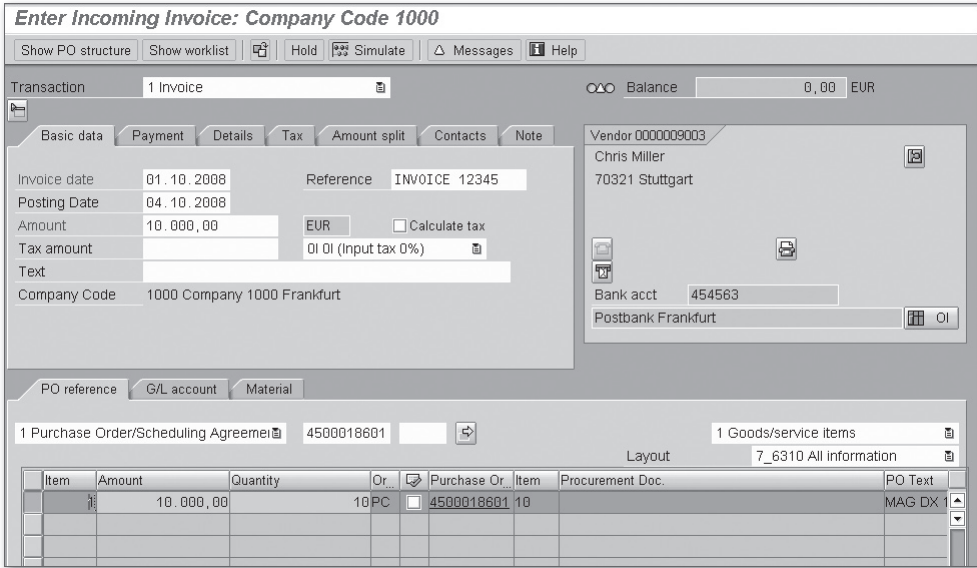 Enter Incoming Invoice: Company Code 1000
Show PO structure Show worklist Hold Simulate Messages Help
Transaction 1 Invoice Balance 0,00 EUR
Basic data Payment Details Tax Amount split Contacts Note
Vendor 0000009003
Chris Miller
70321 Stuttgart
Invoice date 01.10.2008 Reference INVOICE 12345
Posting Date 04.10.2008
Amount 10.000,00 EUR Calculate tax
Tax amount 0I 0I (Input tax 0%)
Text
Company Code 1000 Company 1000 Frankfurt
Bank acct 454563
Postbank Frankfurt OI
PO reference G/L account Material
1 Purchase Order/Scheduling Agreemei 4500018601 1 Goods/service items
Layout 7_6310 All information
Item Amount Quantity Or... Purchase Or... Item Procurement Doc. PO Text
10.000,00 10 PC 4500018601 10 MAG DX 1